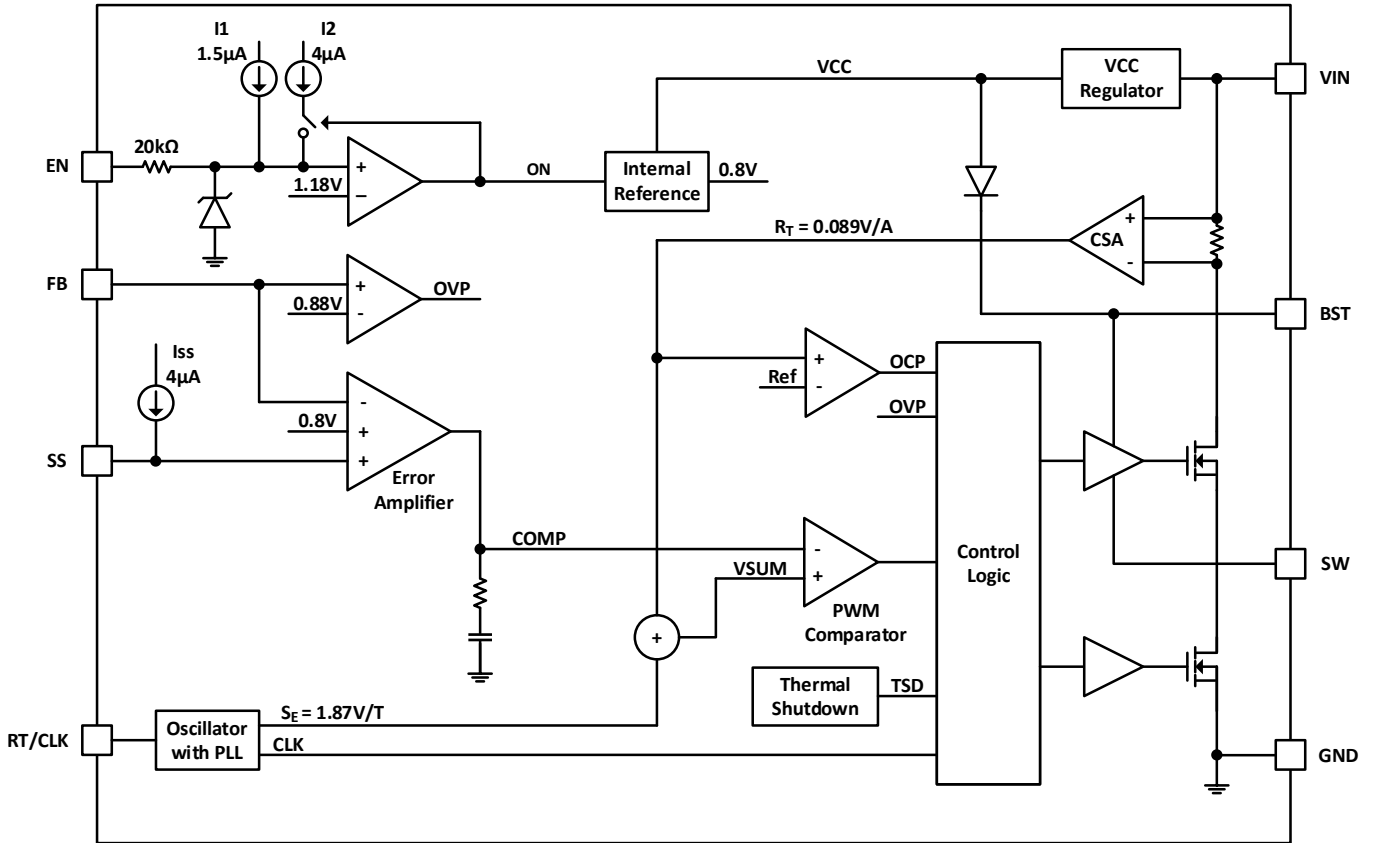 I1
1.5µA
I2
4µA
VCC
VCC
Regulator
VIN
20kΩ
EN
+
1.18V
–
ON
Internal
Reference
0.8V
RT = 0.089V/A
CSA
+
-
FB
+
0.88V
-
OVP
BST
Iss
4µA
+
Ref
-
OCP
OVP
-
0.8V
+
SS
+
Error
Amplifier
COMP
-
VSUM
+
PWM
Comparator
Control
Logic
SW
+
Thermal
Shutdown
TSD
SE = 1.87V/T
RT/CLK
Oscillator
with PLL
CLK
GND